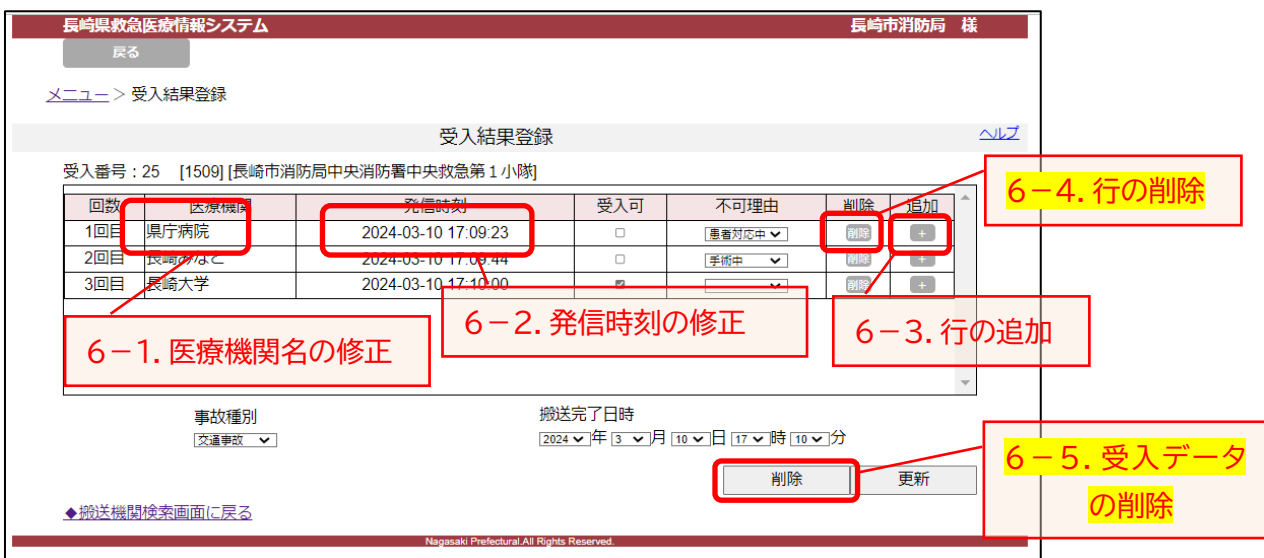 長崎県救急医療情報システム 長崎市消防局 様
戻る
メニュー > 受入結果登録
受入結果登録 ヘルプ
受入番号：25 [1509] [長崎市消防局中央消防署中央救急第１小隊]
回数 医療機関 発信時刻 受入可 不可理由 削除 追加
1回目 県庁病院 2024-03-10 17:09:23 患者対応中 削除 +
2回目 長崎みなと 2024-03-10 17:09:44 手術中 削除 +
3回目 長崎大学 2024-03-10 17:10:00 削除 +
６－４．行の削除
６－１．医療機関名の修正
６－２．発信時刻の修正
６－３．行の追加
事故種別 搬送完了日時
交通事故 2024 年 3 月 10 日 17 時 10 分
削除 更新
６－５．受入データ
の削除
◆搬送機関検索画面に戻る
Nagasaki Prefectural.All Rights Reserved.